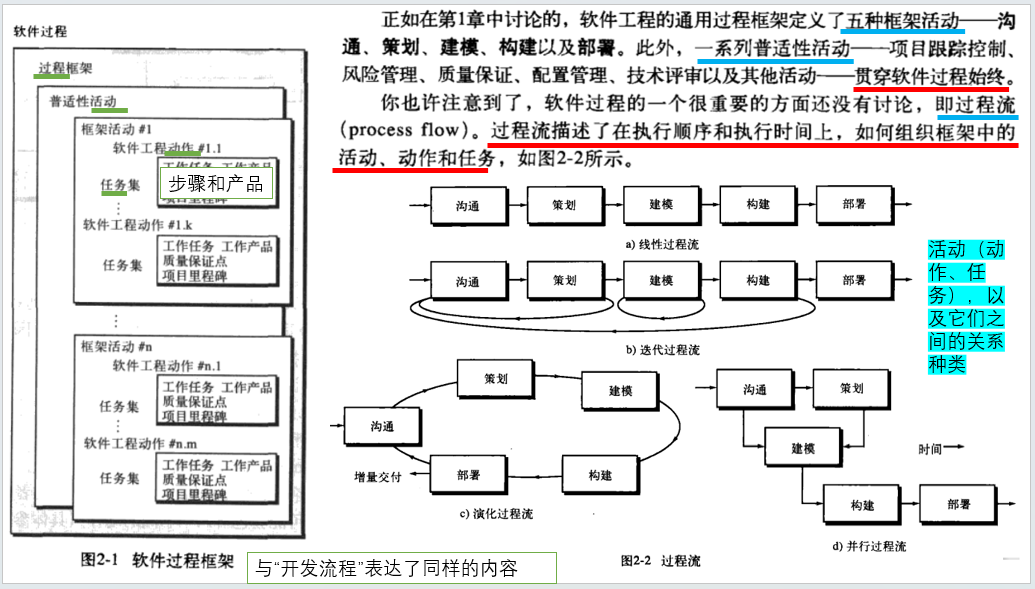 正如在第1章中讨论的，软件工程的通用过程框架定义了五种框架活动——沟
通、策划、建模、构建以及部署。此外，一系列普适性活动——项目跟踪控制、
风险管理、质量保证、配置管理、技术评审以及其他活动——贯穿软件过程始终。
你也许注意到了，软件过程的一个很重要的方面还没有讨论，即过程流
(process flow)。过程流描述了在执行顺序和执行时间上，如何组织框架中的
活动、动作和任务，如图2-2所示。
软件过程
过程框架
普适性活动
框架活动 #1
软件工程动作 #1.1
任务集
工作任务 工作产品
步骤和产品
项目里程碑
⋮
软件工程动作 #1.k
任务集
工作任务 工作产品
质量保证点
项目里程碑
⋮
框架活动 #n
软件工程动作 #n.1
任务集
工作任务 工作产品
质量保证点
项目里程碑
⋮
软件工程动作 #n.m
任务集
工作任务 工作产品
质量保证点
项目里程碑
图2-1 软件过程框架
与“开发流程”表达了同样的内容
沟通 策划 建模 构建 部署
a) 线性过程流
沟通 策划 建模 构建 部署
b) 迭代过程流
活动（动
作、任
务），以
及它们之
间的关系
种类
策划
建模
沟通
增量交付
部署
构建
c) 演化过程流
沟通 策划
建模
时间
构建 部署
d) 并行过程流
图2-2 过程流